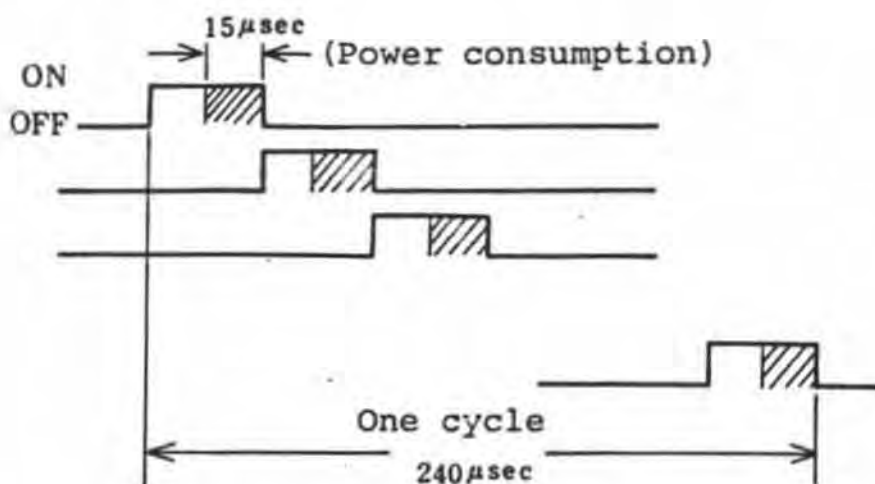 15μsec
(Power consumption)
ON
OFF
One cycle
240μsec